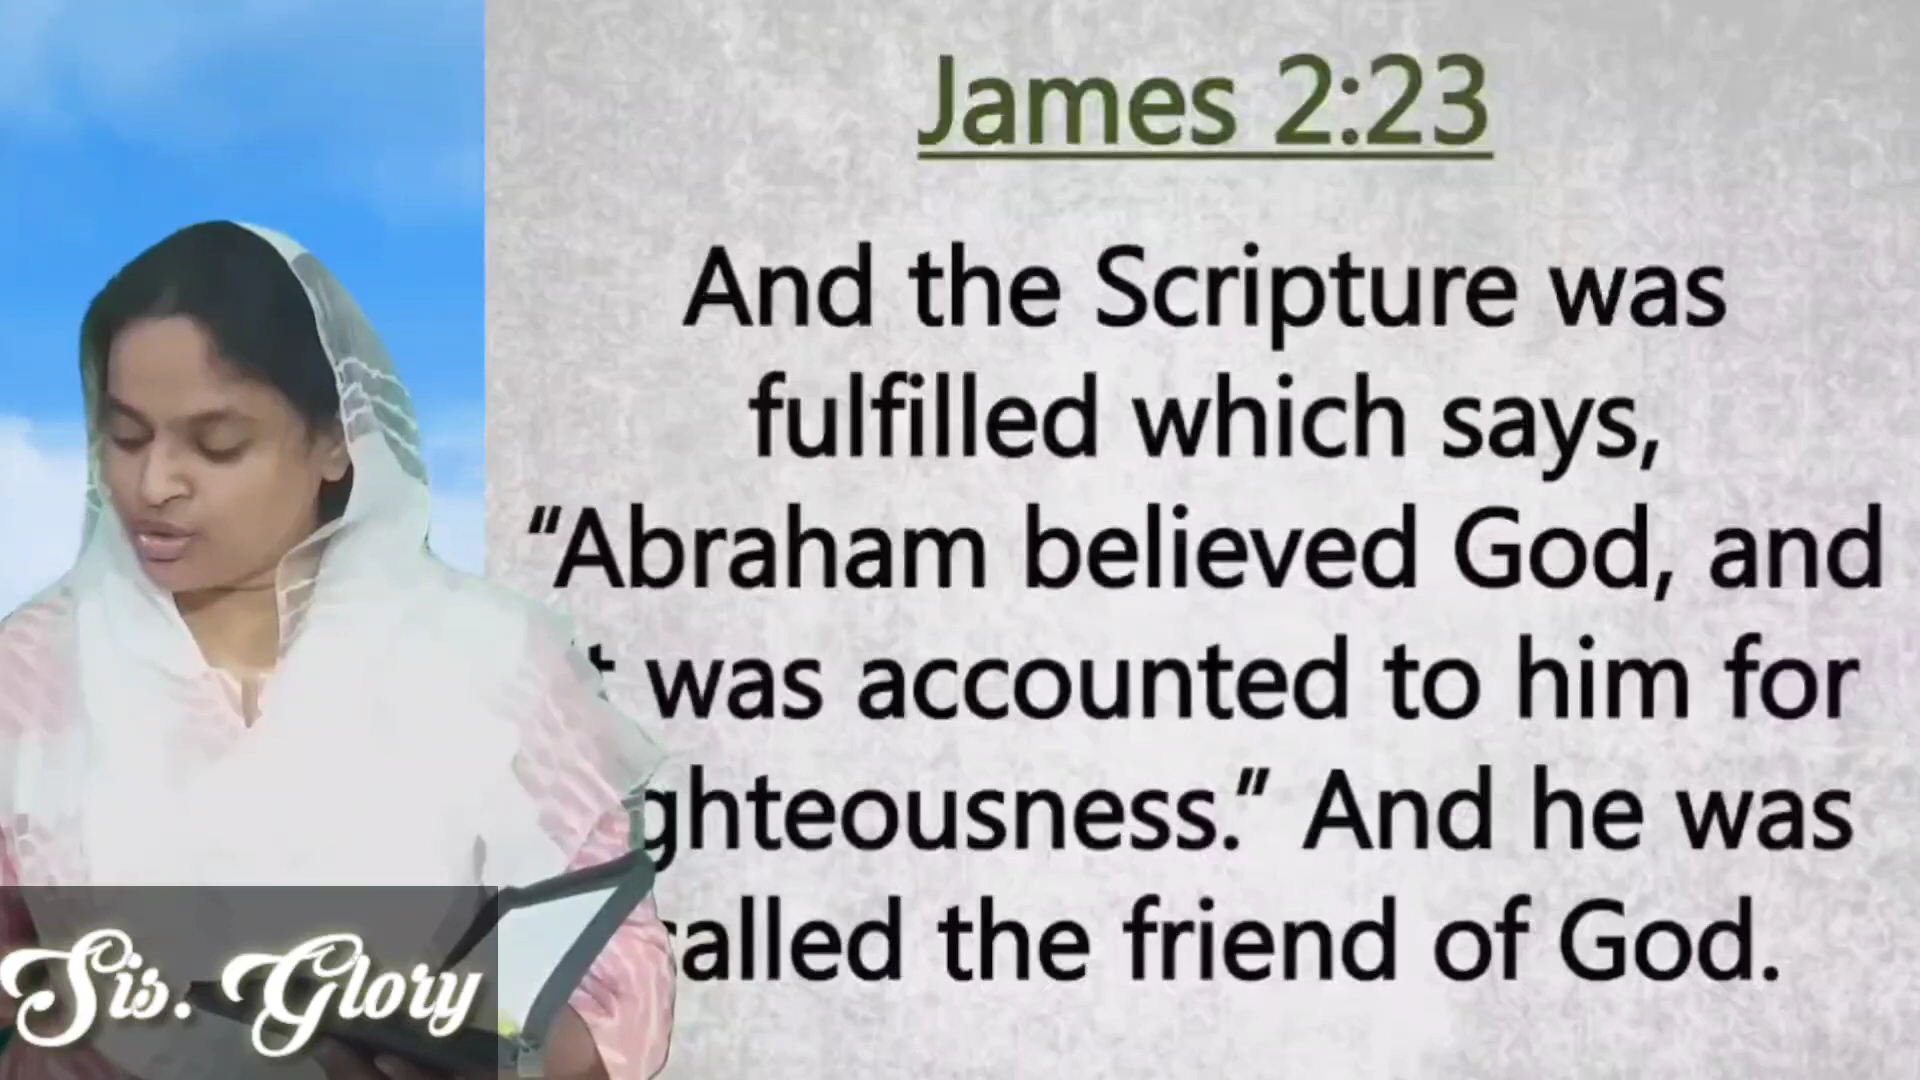 James 2:23
And the Scripture was
fulfilled which says,
“Abraham believed God, and
was accounted to him for
ghteousness.” And he was
alled the friend of God.
Sis. Glory